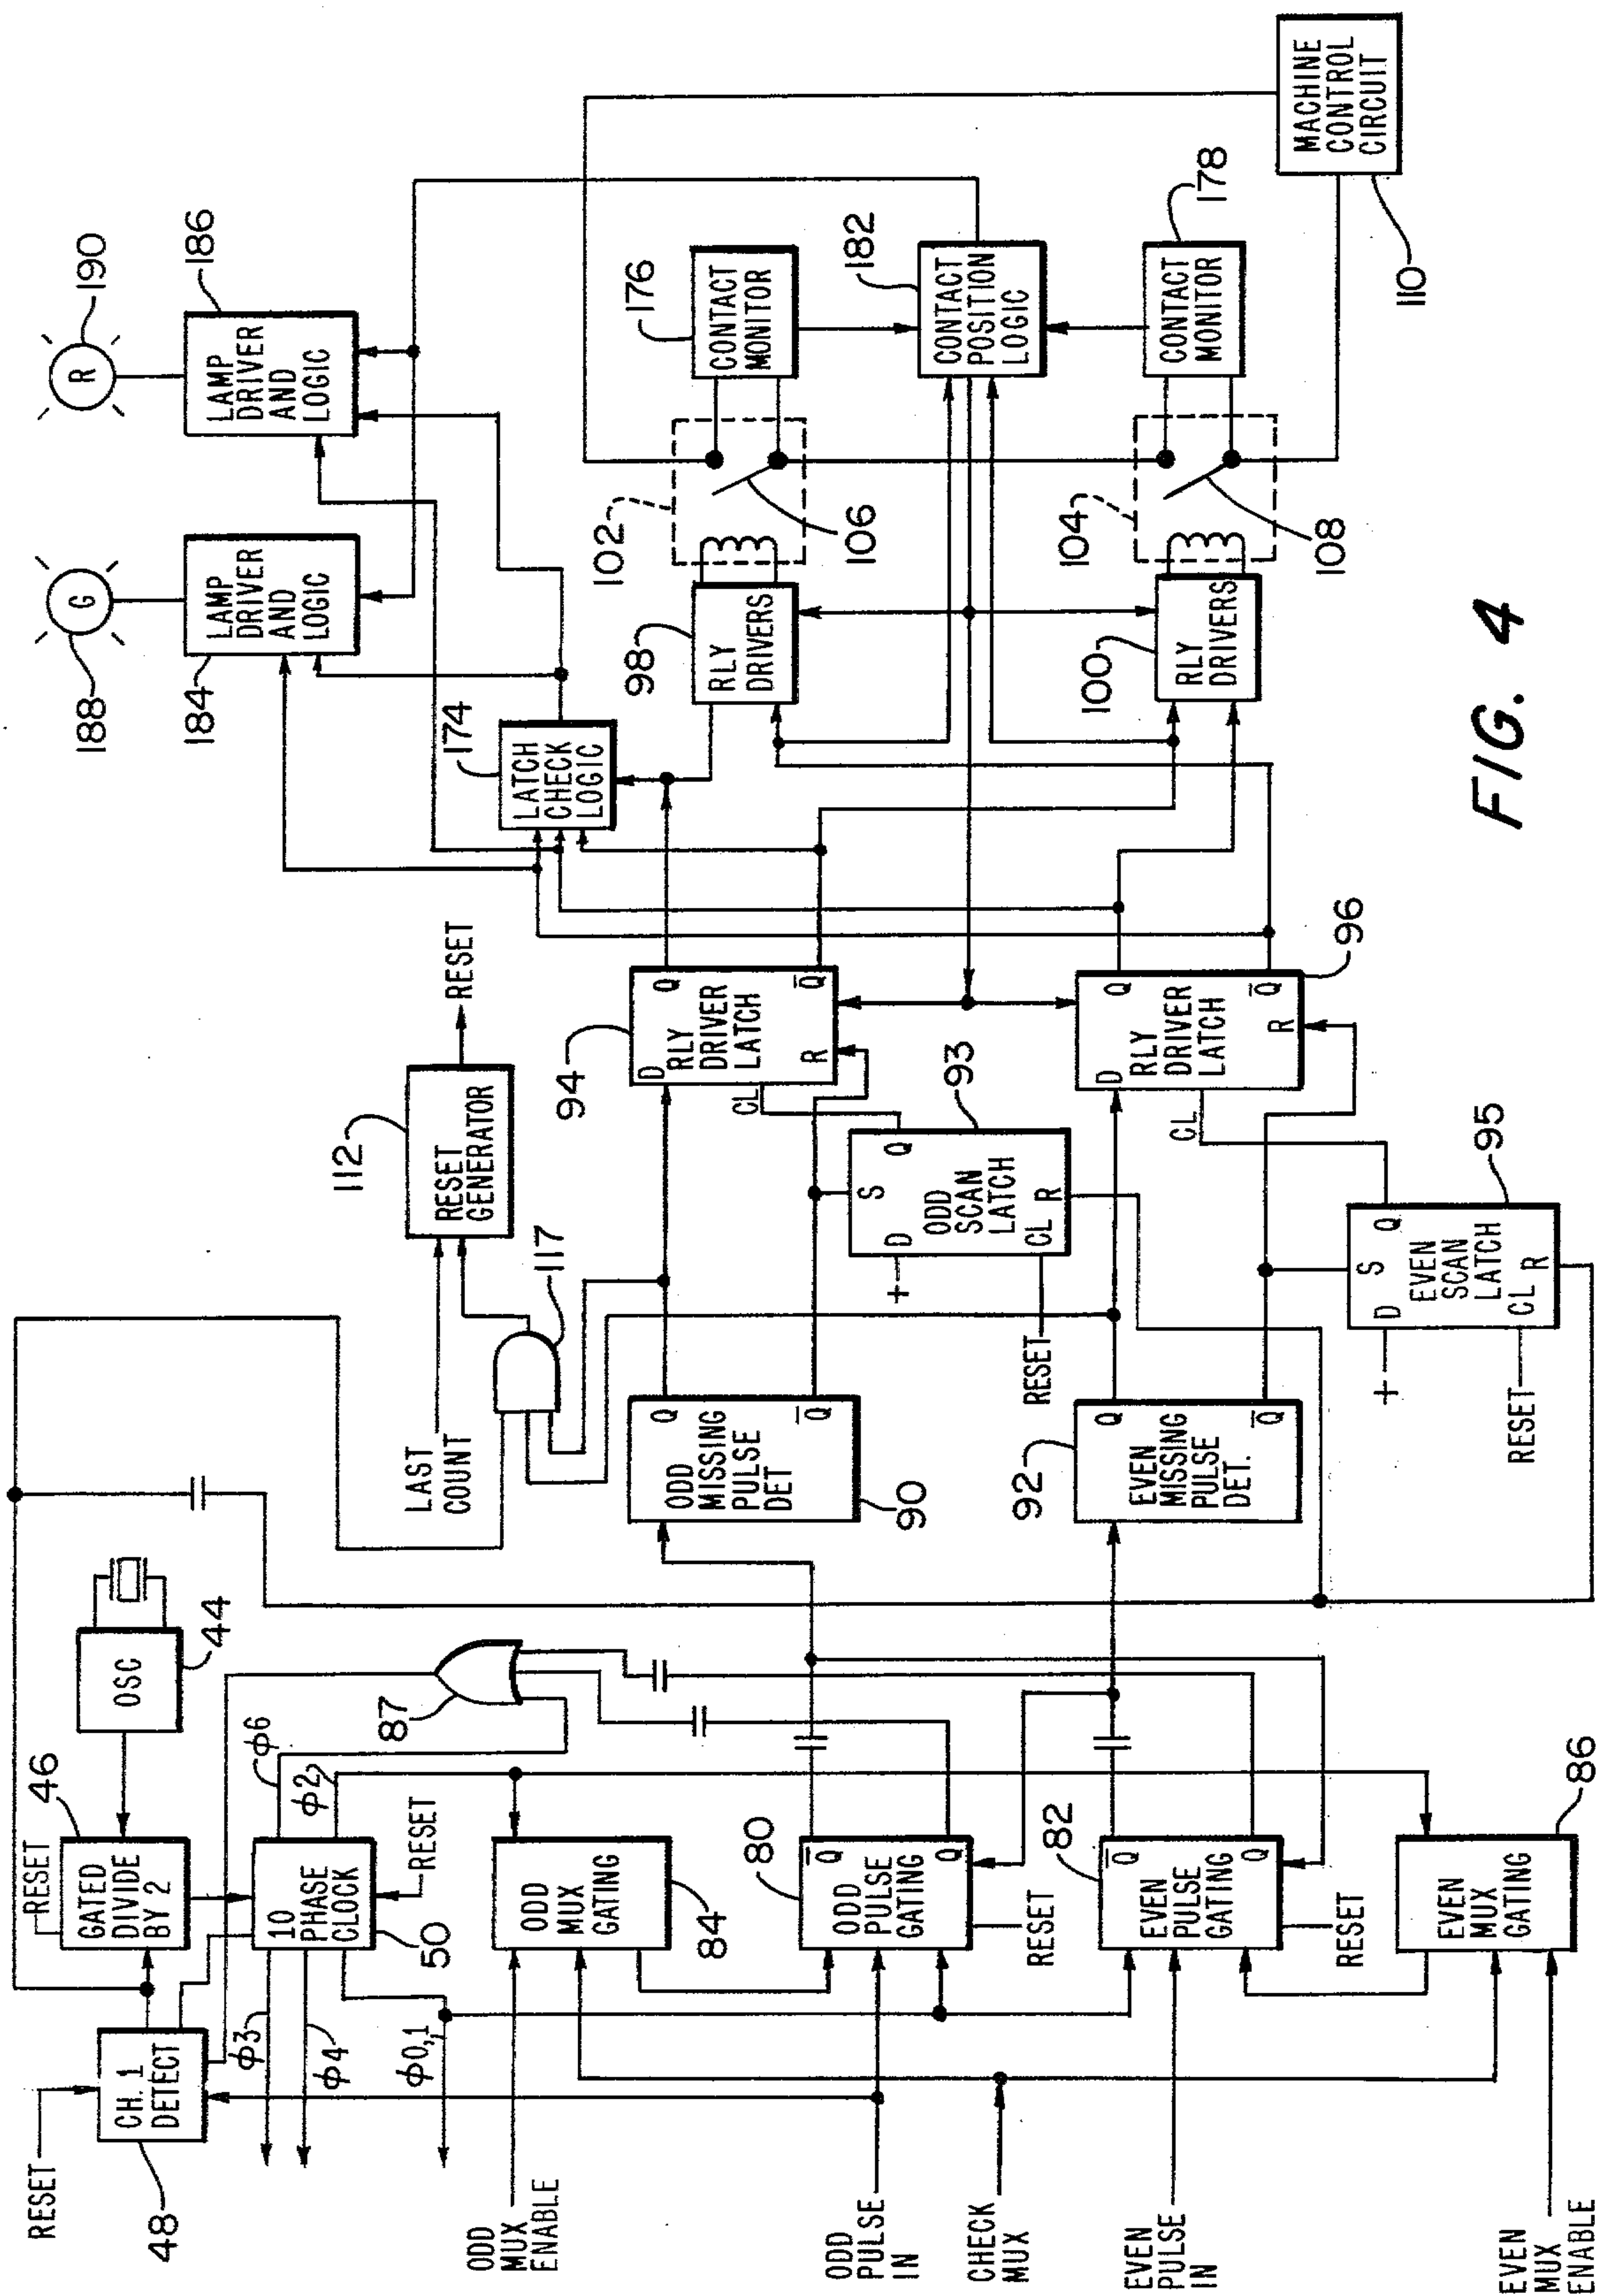 RESET
48
CH. 1
DETECT
RESET
46
GATED
DIVIDE
BY 2
OSC
44
ϕ3
ϕ4
ϕ0,1
10
PHASE
CLOCK
50
ϕ6
ϕ2
RESET
87
ODD
MUX
ENABLE
ODD
MUX
GATING
84
ODD
PULSE
IN
80
ODD
PULSE
GATING
Q̅
Q
RESET
CHECK
MUX
EVEN
PULSE
IN
82
EVEN
PULSE
GATING
Q̅
Q
RESET
EVEN
MUX
ENABLE
EVEN
MUX
GATING
86
LAST
COUNT
117
112
RESET
GENERATOR
RESET
ODD
MISSING
PULSE
DET
Q
Q̅
90
92
EVEN
MISSING
PULSE
DET.
Q
Q̅
94
D
RLY
DRIVER
LATCH
Q
Q̅
R
CL
93
+
D
S
Q
ODD
SCAN
LATCH
CL
R
RESET
D
RLY
DRIVER
LATCH
Q
Q̅
R
CL
96
95
+
D
S
Q
EVEN
SCAN
LATCH
CL
R
RESET
174
LATCH
CHECK
LOGIC
188
G
184
LAMP
DRIVER
AND
LOGIC
190
R
186
LAMP
DRIVER
AND
LOGIC
98
RLY
DRIVERS
102
106
176
CONTACT
MONITOR
182
CONTACT
POSITION
LOGIC
100
RLY
DRIVERS
104
108
178
CONTACT
MONITOR
MACHINE
CONTROL
CIRCUIT
110
FIG. 4